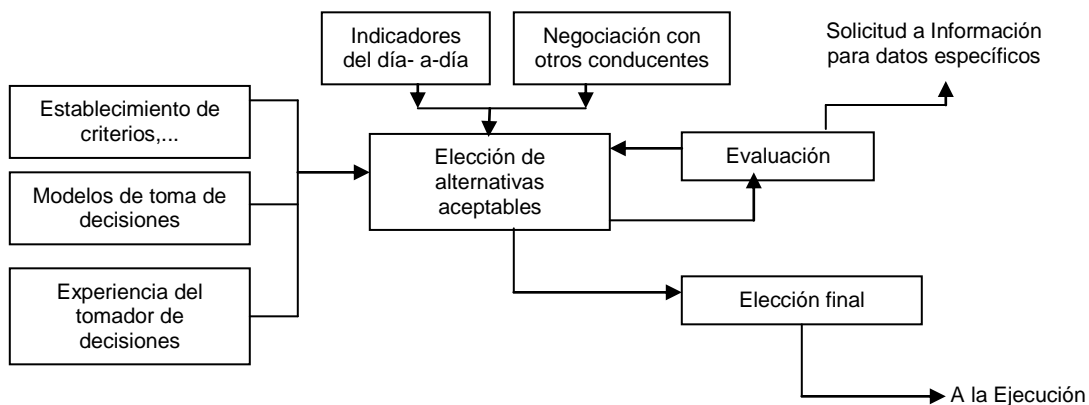 Indicadores
del día- a-día
Negociación con
otros conducentes
Solicitud a Información
para datos específicos
Establecimiento de
criterios,...
Elección de
alternativas
aceptables
Evaluación
Modelos de toma de
decisiones
Experiencia del
tomador de
decisiones
Elección final
A la Ejecución